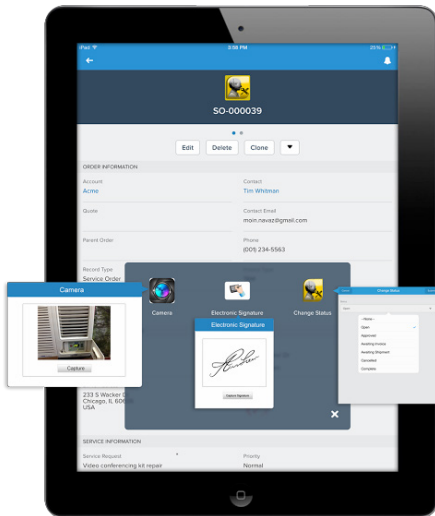 iPad
3:38 PM
25%
SO-000039
Edit
Delete
Clone
ORDER INFORMATION
Account
Contact
Acme
Tim Whitman
Quote
Contact Email
moin.navaz@gmail.com
Parent Order
Phone
(001) 234-5563
Record Type
Service Order
Camera
Electronic Signature
Change Status
Camera
Capture
Electronic Signature
Change Status
- None -
Open
Approved
Awaiting Invoice
Awaiting Shipment
Cancelled
Complete
233 S Wacker D
Chicago, IL 606
USA
SERVICE INFORMATION
Service Request
Priority
Video conferencing kit repair
Normal